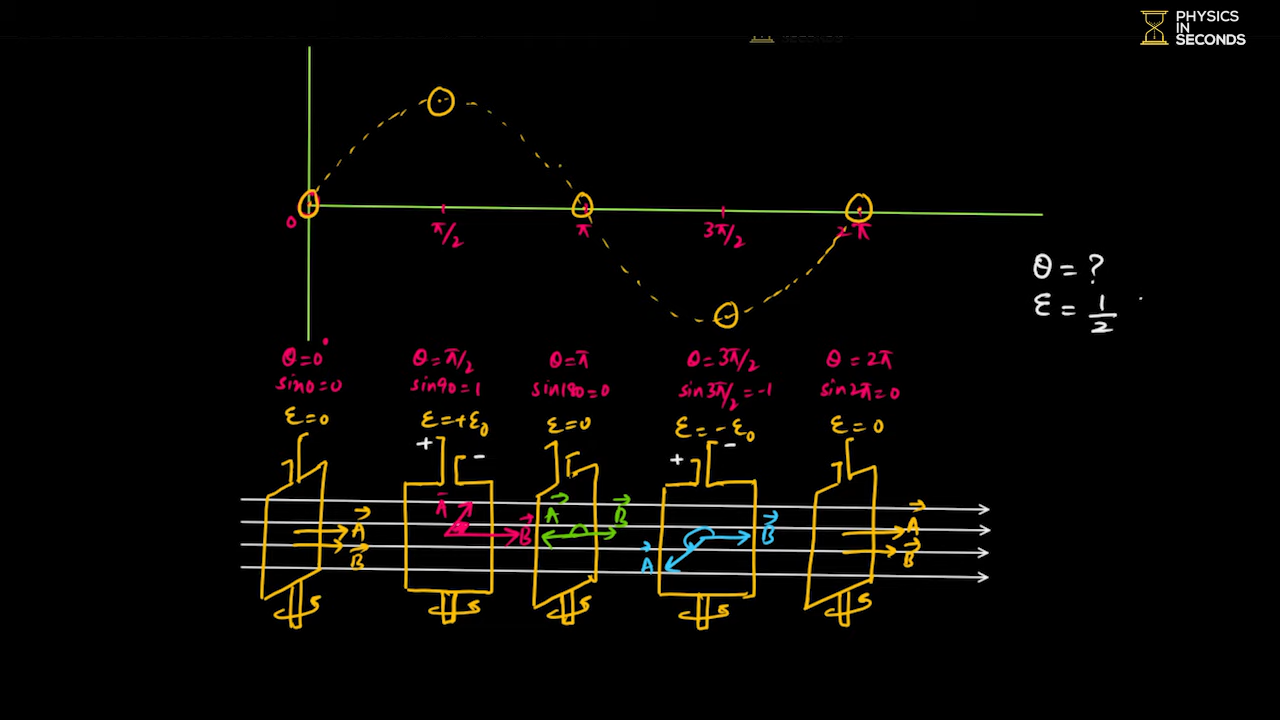 PHYSICS
IN
SECONDS
0 π/2 π 3π/2 2π
θ = ?
ε = 1/2
θ=0° θ=π/2 θ=π θ=3π/2 θ=2π
sin0=0 sin90=1 sin180=0 sin3π/2=-1 sin2π=0
ε=0 ε=+ε₀ ε=0 ε=-ε₀ ε=0
+ - + -
A⃗ A⃗ A⃗ B⃗ A⃗
B⃗ B⃗ A⃗ B⃗ B⃗